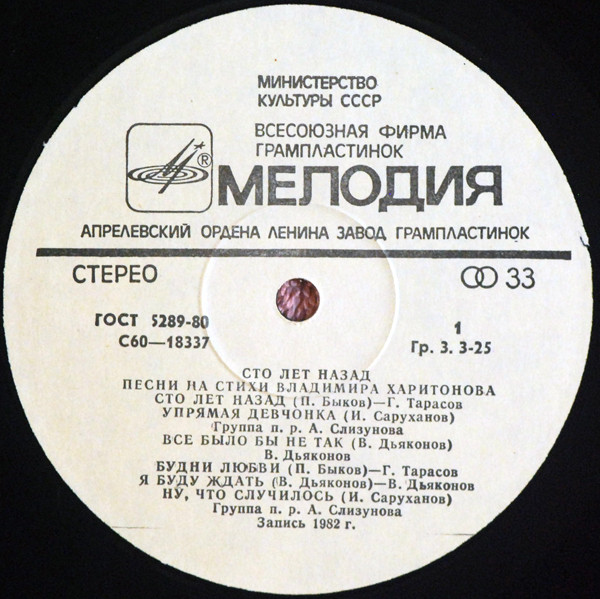 МИНИСТЕРСТВО
КУЛЬТУРЫ СССР
ВСЕСОЮЗНАЯ ФИРМА
ГРАМПЛАСТИНОК
®
МЕЛОДИЯ
АПРЕЛЕВСКИЙ ОРДЕНА ЛЕНИНА ЗАВОД ГРАМПЛАСТИНОК
СТЕРЕО
33
ГОСТ 5289-80
С60—18337
1
Гр. 3. 3-25
СТО ЛЕТ НАЗАД
ПЕСНИ НА СТИХИ ВЛАДИМИРА ХАРИТОНОВА
СТО ЛЕТ НАЗАД (П. Быков)—Г. Тарасов
УПРЯМАЯ ДЕВЧОНКА (И. Саруханов)
Группа п. р. А. Слизунова
ВСЕ БЫЛО БЫ НЕ ТАК (В. Дьяконов)
В. Дьяконов
БУДНИ ЛЮБВИ (П. Быков)—Г. Тарасов
Я БУДУ ЖДАТЬ (В. Дьяконов)—В. Дьяконов
НУ, ЧТО СЛУЧИЛОСЬ (И. Саруханов)
Группа п. р. А. Слизунова
Запись 1982 г.